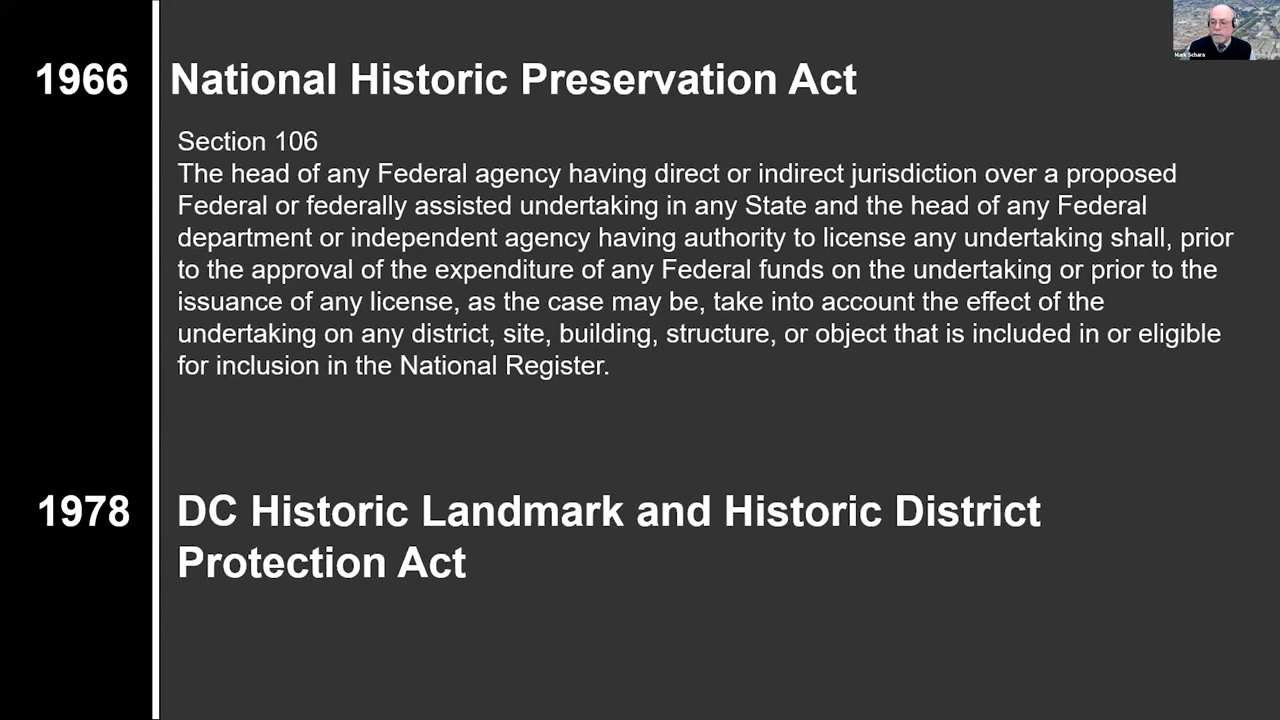 Mark Schara
1966 National Historic Preservation Act
Section 106
The head of any Federal agency having direct or indirect jurisdiction over a proposed
Federal or federally assisted undertaking in any State and the head of any Federal
department or independent agency having authority to license any undertaking shall, prior
to the approval of the expenditure of any Federal funds on the undertaking or prior to the
issuance of any license, as the case may be, take into account the effect of the
undertaking on any district, site, building, structure, or object that is included in or eligible
for inclusion in the National Register.
1978 DC Historic Landmark and Historic District
Protection Act